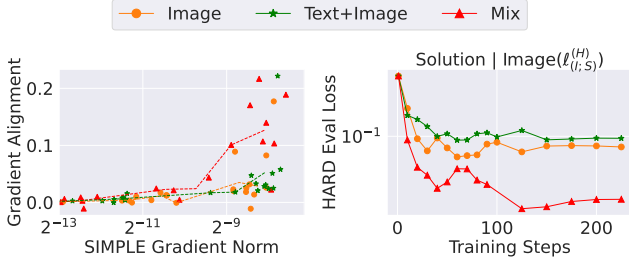 Image
Text+Image
Mix
Gradient Alignment
0.2
0.1
0.0
2^{-13}
2^{-11}
2^{-9}
SIMPLE Gradient Norm
Solution | Image(ℓ^{(H)}_{(I;S)})
HARD Eval Loss
10^{-1}
0
100
200
Training Steps